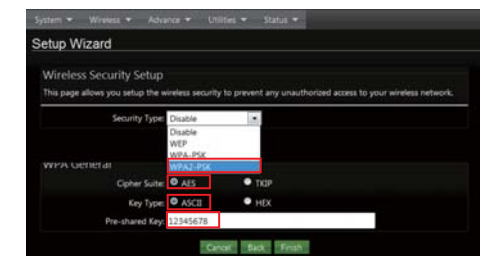 System Wireless Advance Utilities Status
Setup Wizard
Wireless Security Setup
This page allows you setup the wireless security to prevent any unauthorized access to your wireless network.
Security Type: Disable
Disable
WEP
WPA-PSK
WPA2-PSK
WPA General
Cipher Suite: AES TKIP
Key Type: ASCII HEX
Pre-shared Key: 12345678
Cancel Back Finish